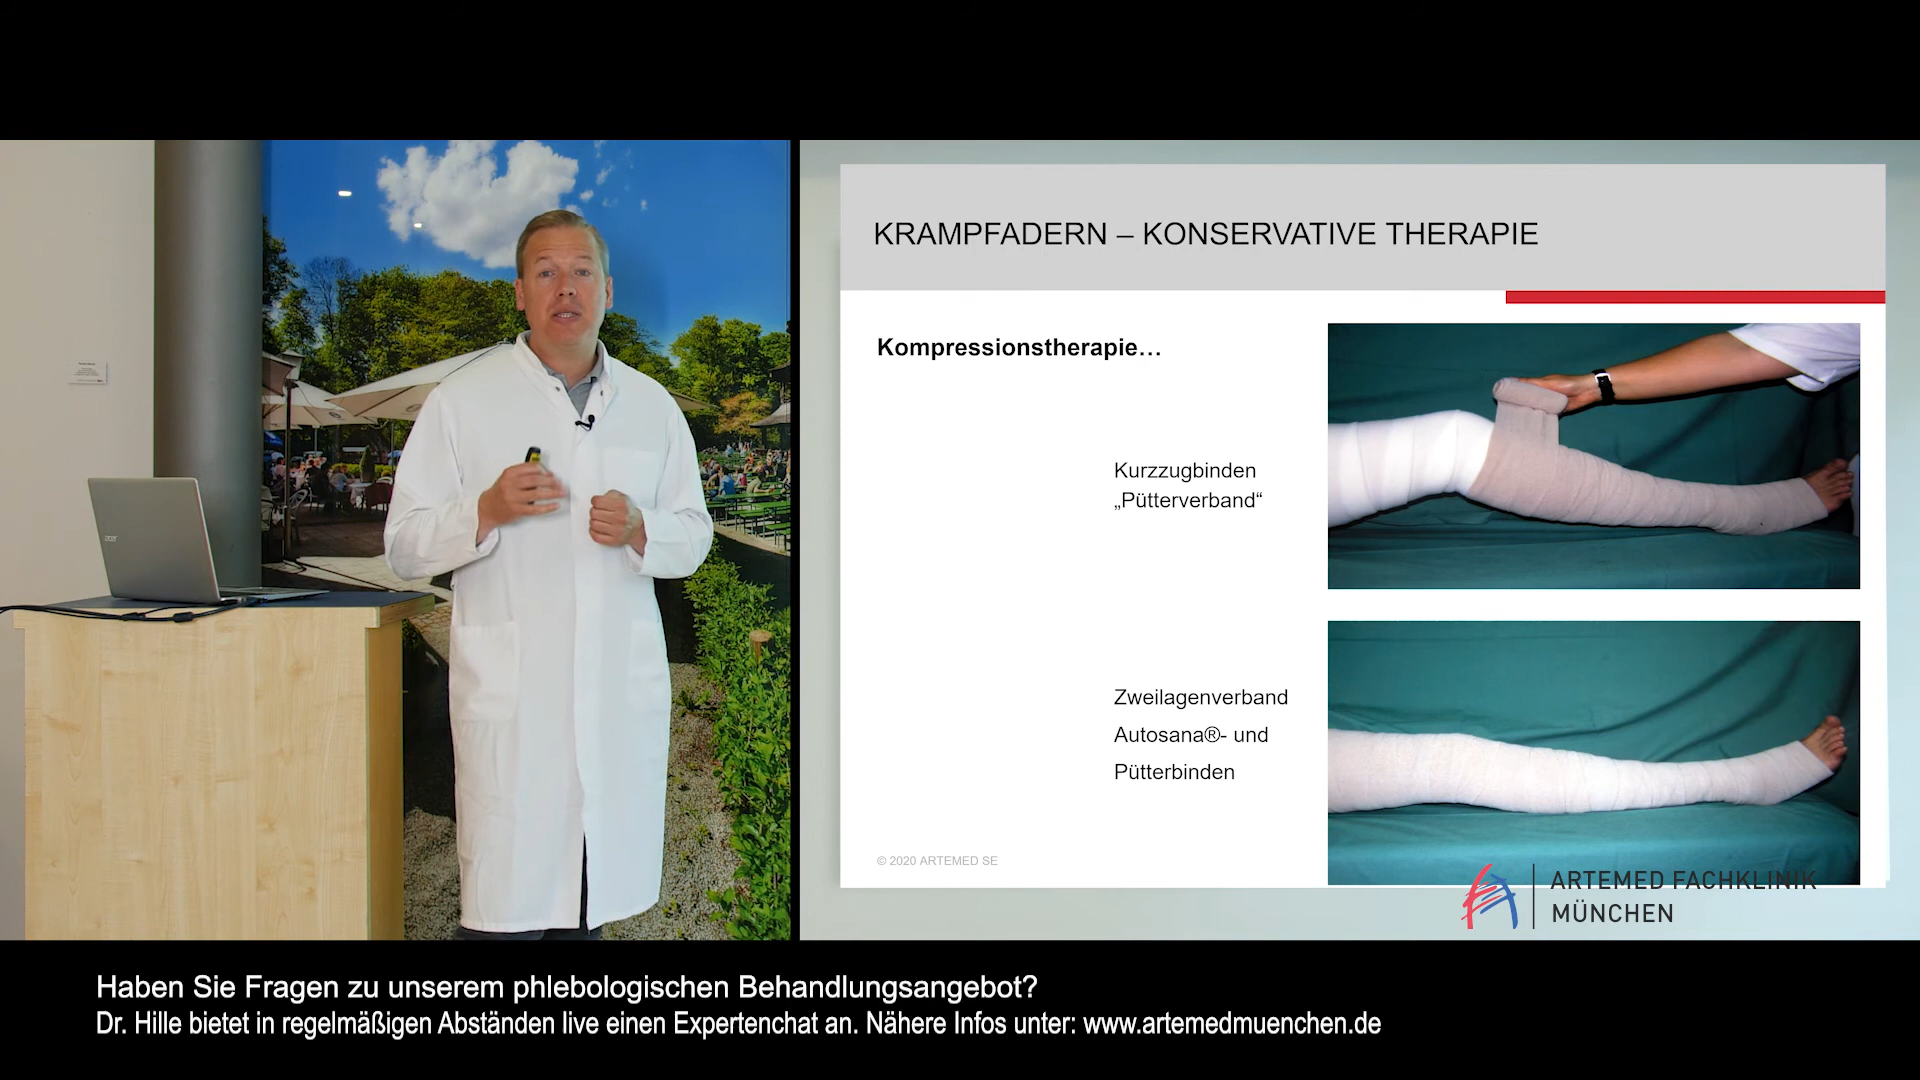 KRAMPFADERN – KONSERVATIVE THERAPIE
Kompressionstherapie…
Kurzzugbinden
„Pütterverband“
Zweilagenverband
Autosana®- und
Pütterbinden
© 2020 ARTEMED SE
ARTEMED FACHKLINIK
MÜNCHEN
acer
Haben Sie Fragen zu unserem phlebologischen Behandlungsangebot?
Dr. Hille bietet in regelmäßigen Abständen live einen Expertenchat an. Nähere Infos unter: www.artemedmuenchen.de